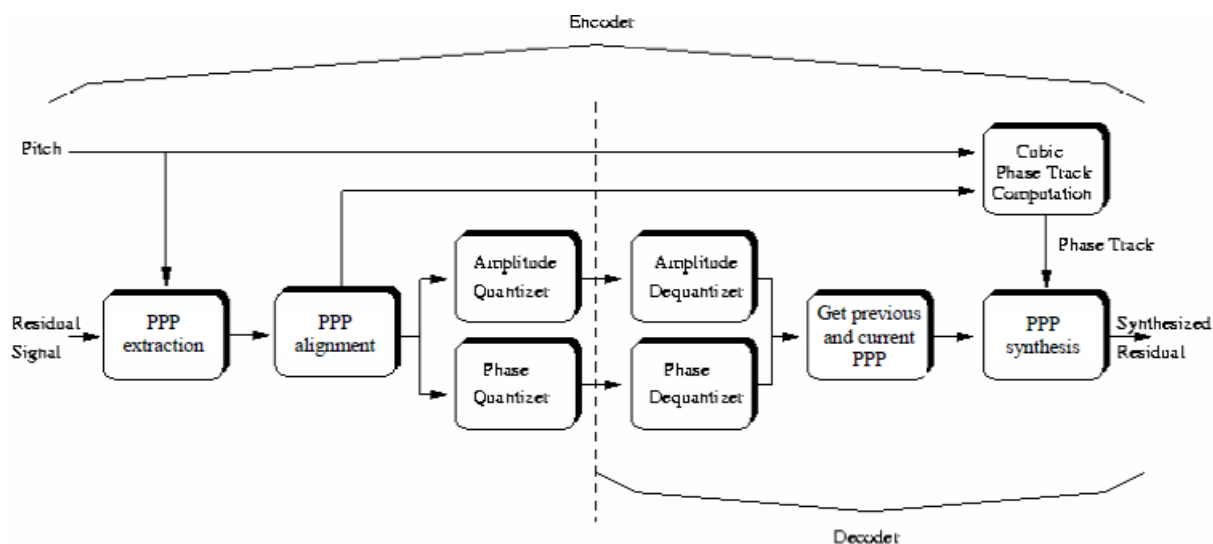 Encoder
Pitch
Cubic
Phase Track
Computation
Phase Track
Amplitude
Quantizer
Amplitude
Dequantizer
Residual
Signal
PPP
extraction
PPP
alignment
Phase
Quantizer
Phase
Dequantizer
Get previous
and current
PPP
PPP
synthesis
Synthesized
Residual
Decoder